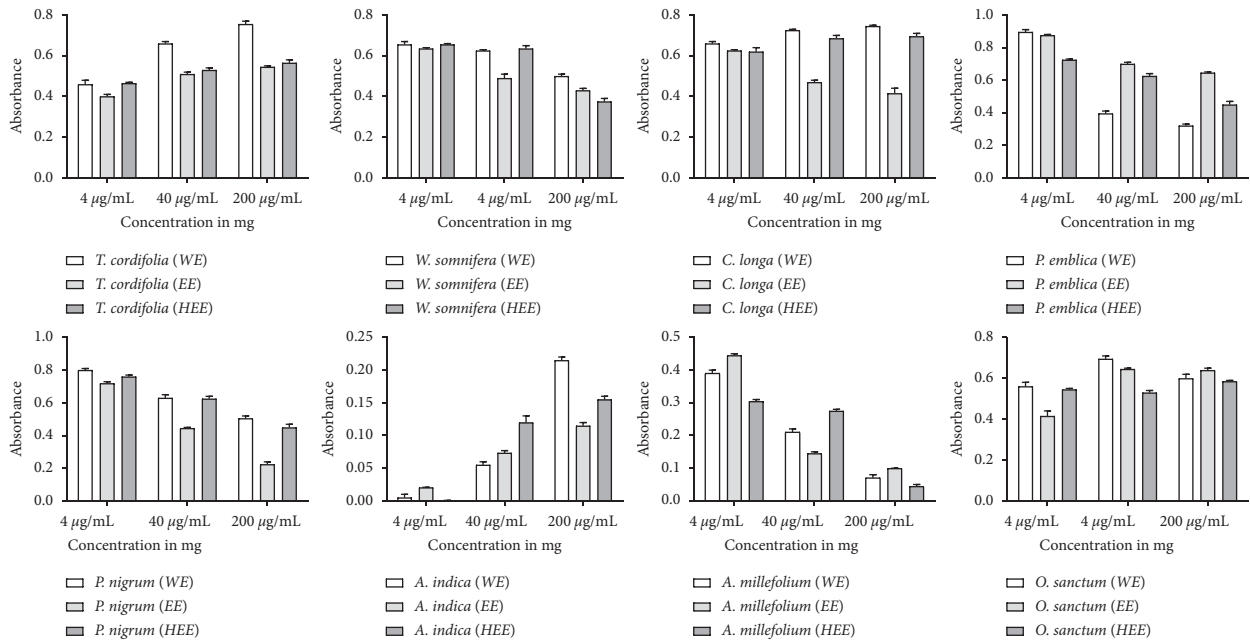 Absorbance
0.8
0.6
0.4
0.2
0.0
4 μg/mL 40 μg/mL 200 μg/mL
Concentration in mg
T. cordifolia (WE)
T. cordifolia (EE)
T. cordifolia (HEE)
Absorbance
0.8
0.6
0.4
0.2
0.0
4 μg/mL 4 μg/mL 200 μg/mL
Concentration in mg
W. somnifera (WE)
W. somnifera (EE)
W. somnifera (HEE)
Absorbance
0.8
0.6
0.4
0.2
0.0
4 μg/mL 40 μg/mL 200 μg/mL
Concentration in mg
C. longa (WE)
C. longa (EE)
C. longa (HEE)
Absorbance
1.0
0.8
0.6
0.4
0.2
0.0
4 μg/mL 40 μg/mL 200 μg/mL
Concentration in mg
P. emblica (WE)
P. emblica (EE)
P. emblica (HEE)
Absorbance
1.0
0.8
0.6
0.4
0.2
0.0
4 μg/mL 40 μg/mL 200 μg/mL
Concentration in mg
P. nigrum (WE)
P. nigrum (EE)
P. nigrum (HEE)
Absorbance
0.25
0.20
0.15
0.10
0.05
0.00
4 μg/mL 40 μg/mL 200 μg/mL
Concentration in mg
A. indica (WE)
A. indica (EE)
A. indica (HEE)
Absorbance
0.5
0.4
0.3
0.2
0.1
0.0
4 μg/mL 40 μg/mL 200 μg/mL
Concentration in mg
A. millefolium (WE)
A. millefolium (EE)
A. millefolium (HEE)
Absorbance
0.8
0.6
0.4
0.2
0.0
4 μg/mL 4 μg/mL 200 μg/mL
Concentration in mg
O. sanctum (WE)
O. sanctum (EE)
O. sanctum (HEE)